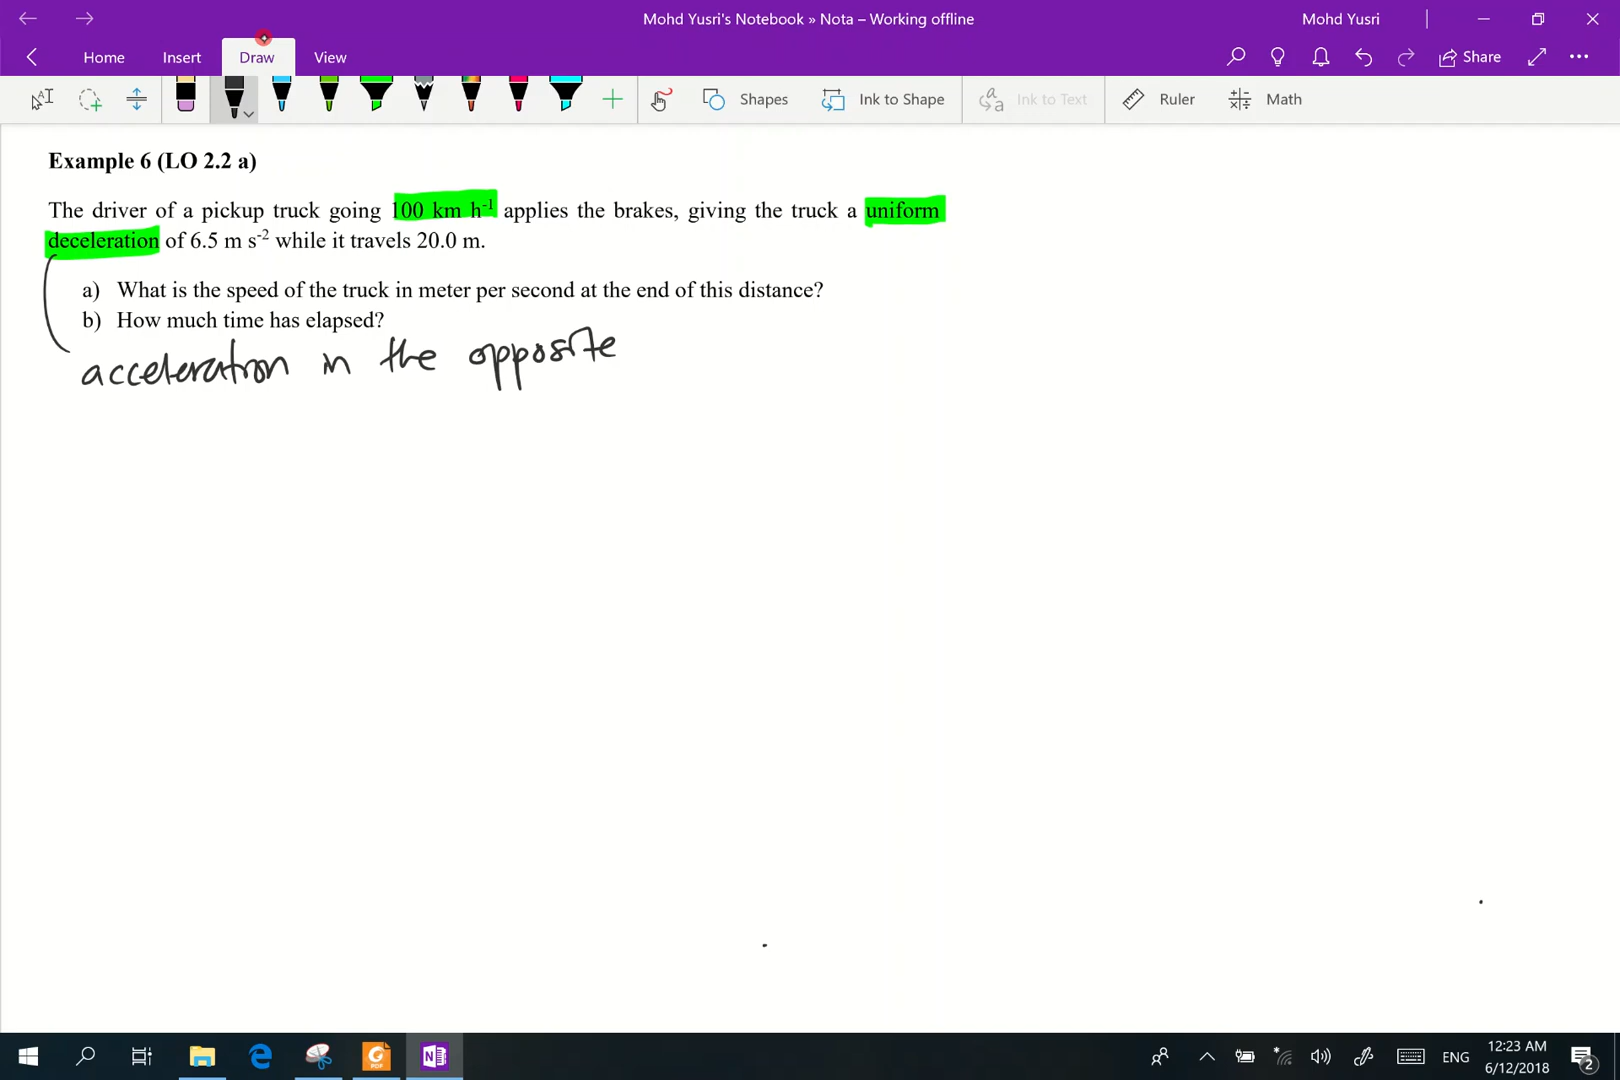 Mohd Yusri's Notebook » Nota – Working offline
Mohd Yusri
Home Insert Draw View
Share
Shapes Ink to Shape Ink to Text Ruler Math
Example 6 (LO 2.2 a)
The driver of a pickup truck going 100 km h-1 applies the brakes, giving the truck a uniform
deceleration of 6.5 m s-2 while it travels 20.0 m.
a) What is the speed of the truck in meter per second at the end of this distance?
b) How much time has elapsed?
acceleration in the opposite
ENG
12:23 AM
6/12/2018
2